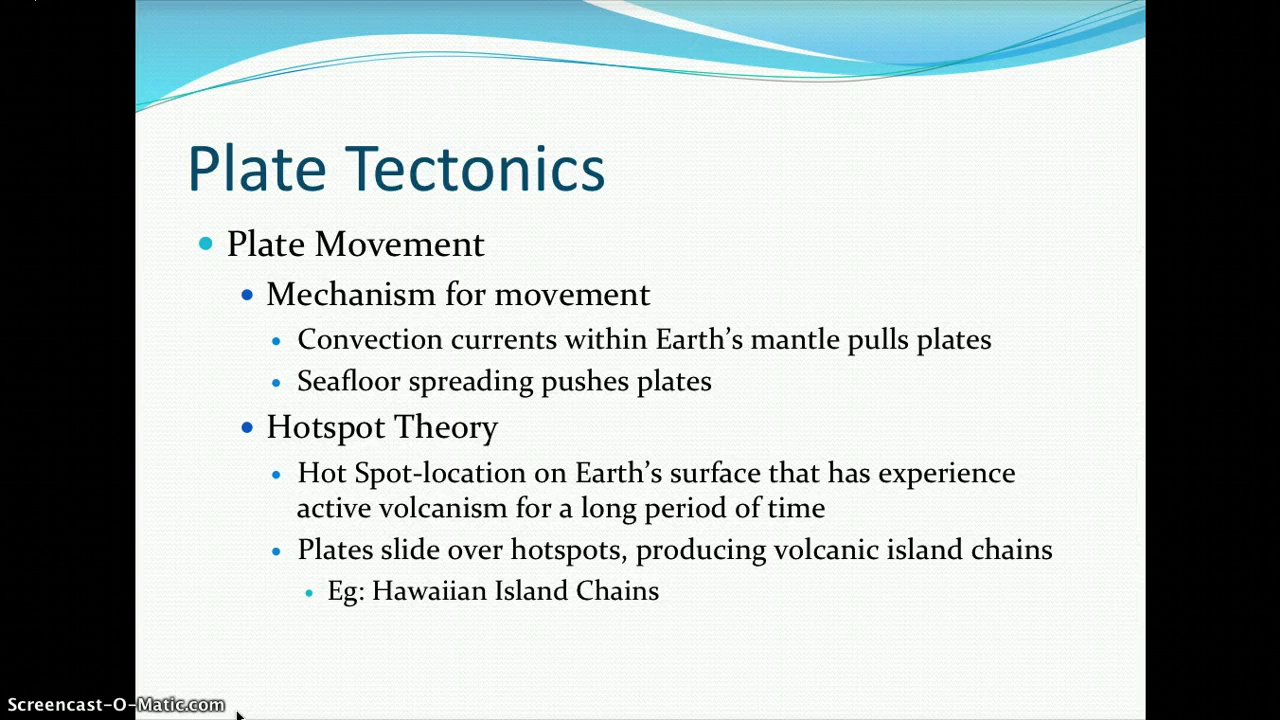 Plate Tectonics
Plate Movement
Mechanism for movement
Convection currents within Earth's mantle pulls plates
Seafloor spreading pushes plates
Hotspot Theory
Hot Spot-location on Earth's surface that has experience
active volcanism for a long period of time
Plates slide over hotspots, producing volcanic island chains
Eg: Hawaiian Island Chains
Screencast-O-Matic.com